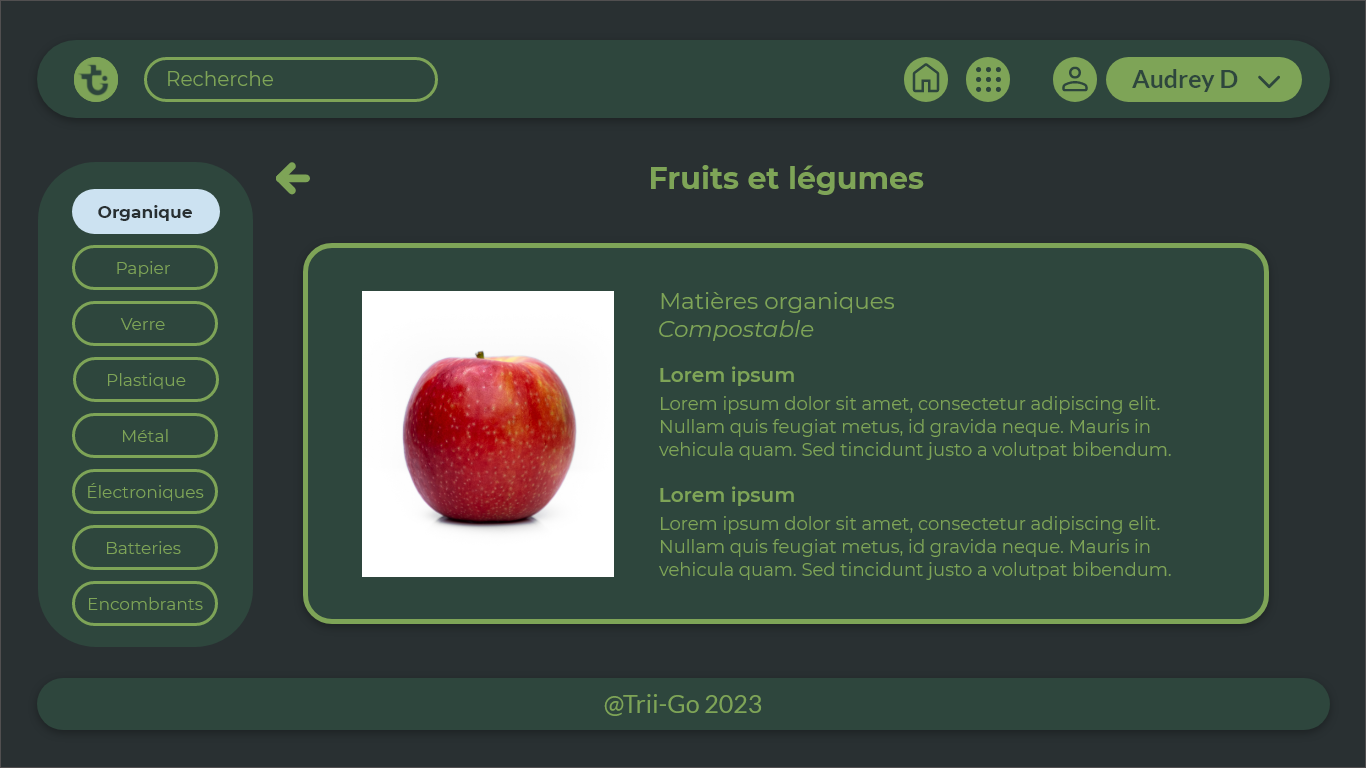 Recherche
Audrey D
Fruits et légumes
Organique
Papier
Verre
Plastique
Métal
Électroniques
Batteries
Encombrants
Matières organiques
Compostable
Lorem ipsum
Lorem ipsum dolor sit amet, consectetur adipiscing elit.
Nullam quis feugiat metus, id gravida neque. Mauris in
vehicula quam. Sed tincidunt justo a volutpat bibendum.
Lorem ipsum
Lorem ipsum dolor sit amet, consectetur adipiscing elit.
Nullam quis feugiat metus, id gravida neque. Mauris in
vehicula quam. Sed tincidunt justo a volutpat bibendum.
@Trii-Go 2023